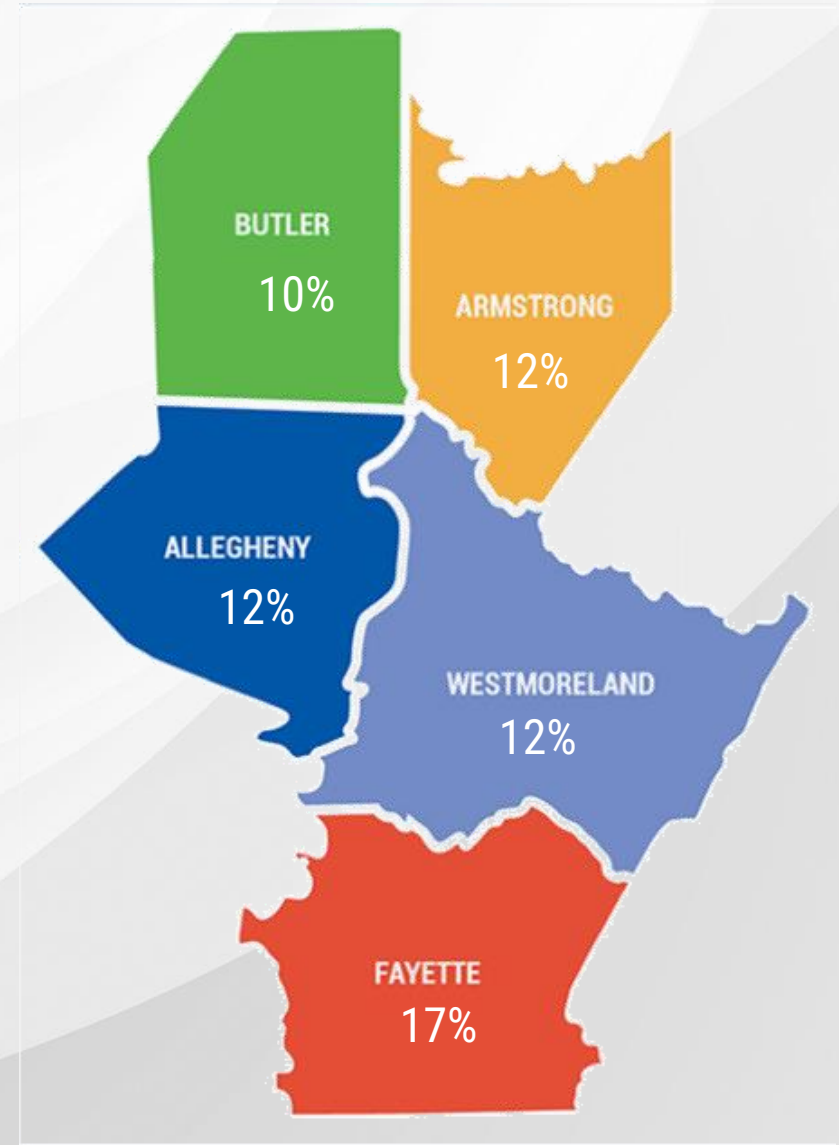 BUTLER
10%
ARMSTRONG
12%
ALLEGHENY
12%
WESTMORELAND
12%
FAYETTE
17%